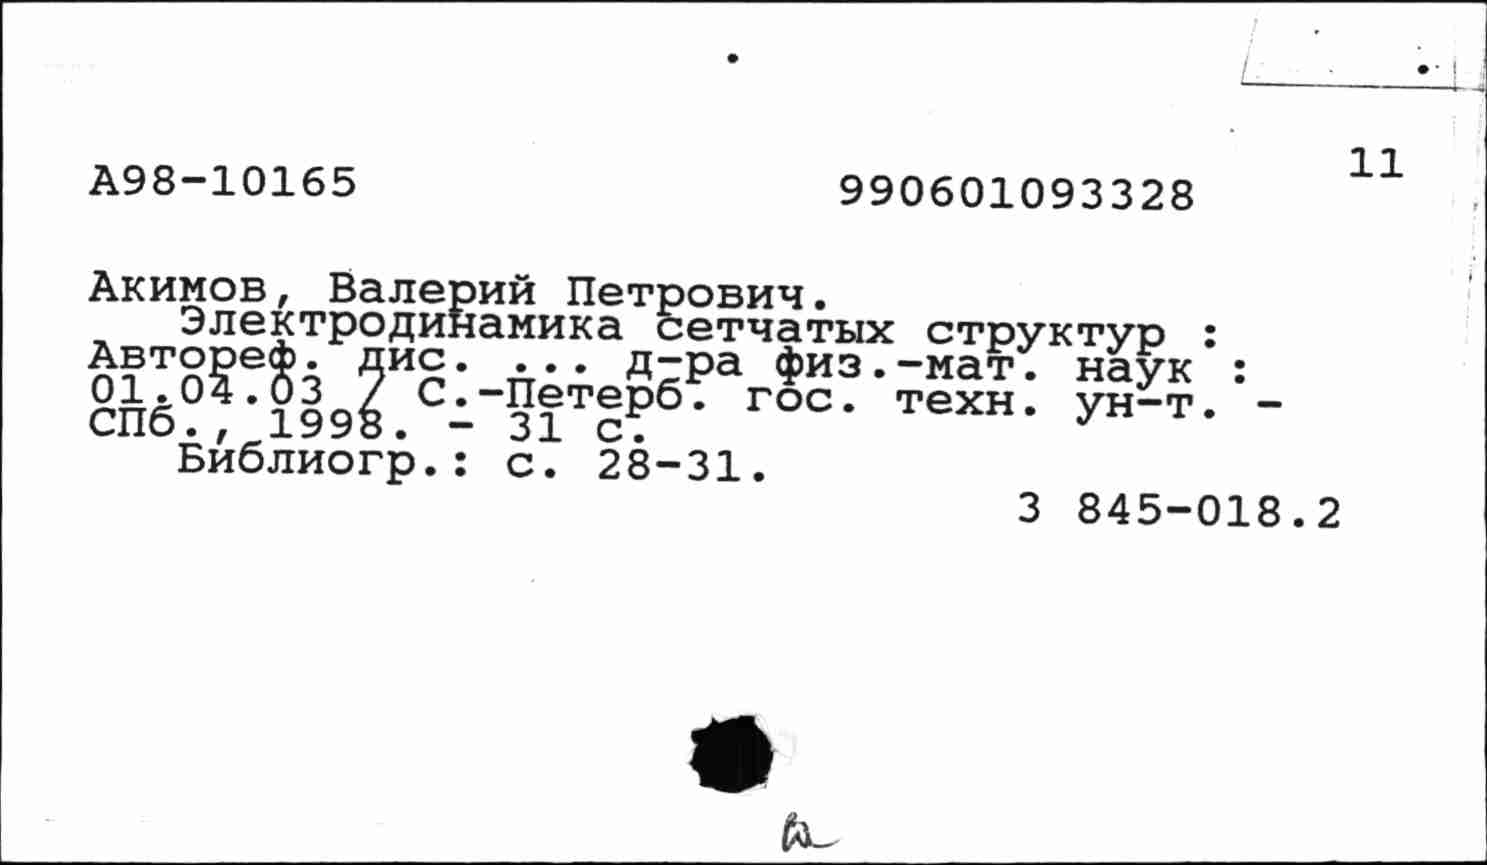 11
А98-10165 990601093328
Акимов, Валерий Петрович.
Электродинамика сетчатых структур :
Автореф. дис. ... д-ра физ.-мат. наук :
01.04.03 / С.-Петерб. гос. техн. ун-т. -
СПб., 1998. - 31 с.
Библиогр.: с. 28-31.
3 845-018.2